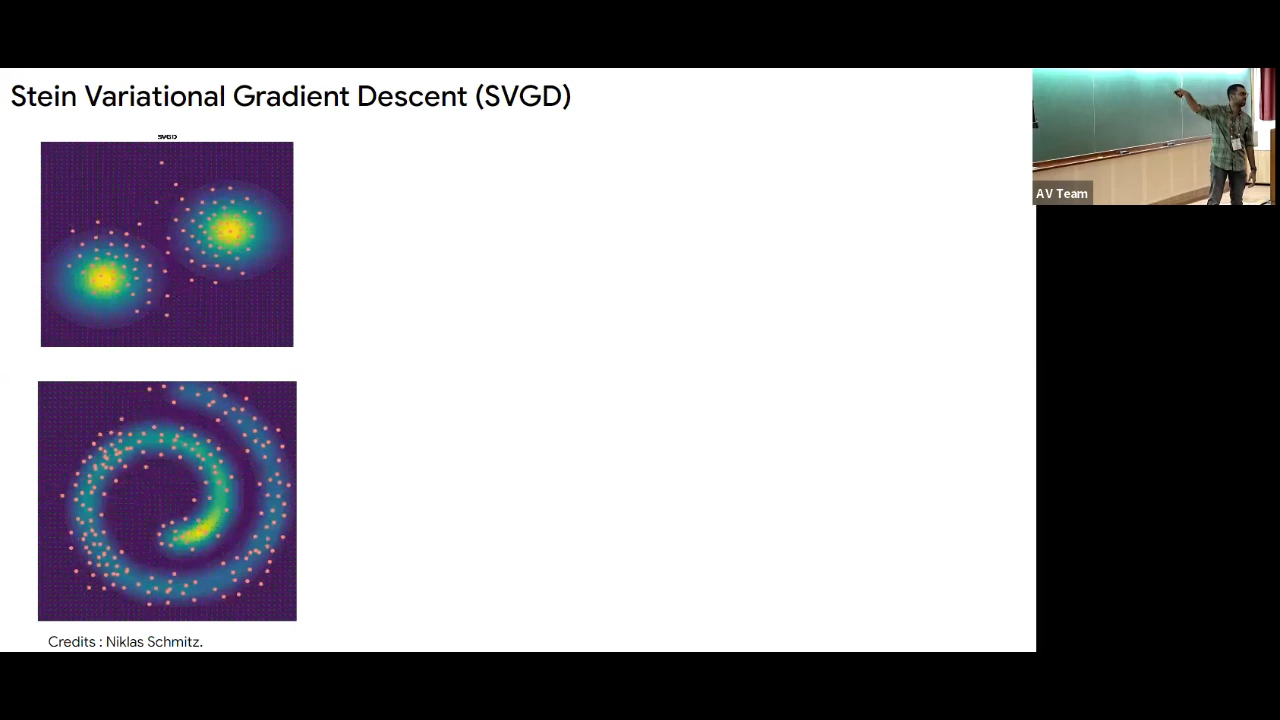 Stein Variational Gradient Descent (SVGD)
SVGD
Credits : Niklas Schmitz.
AV Team